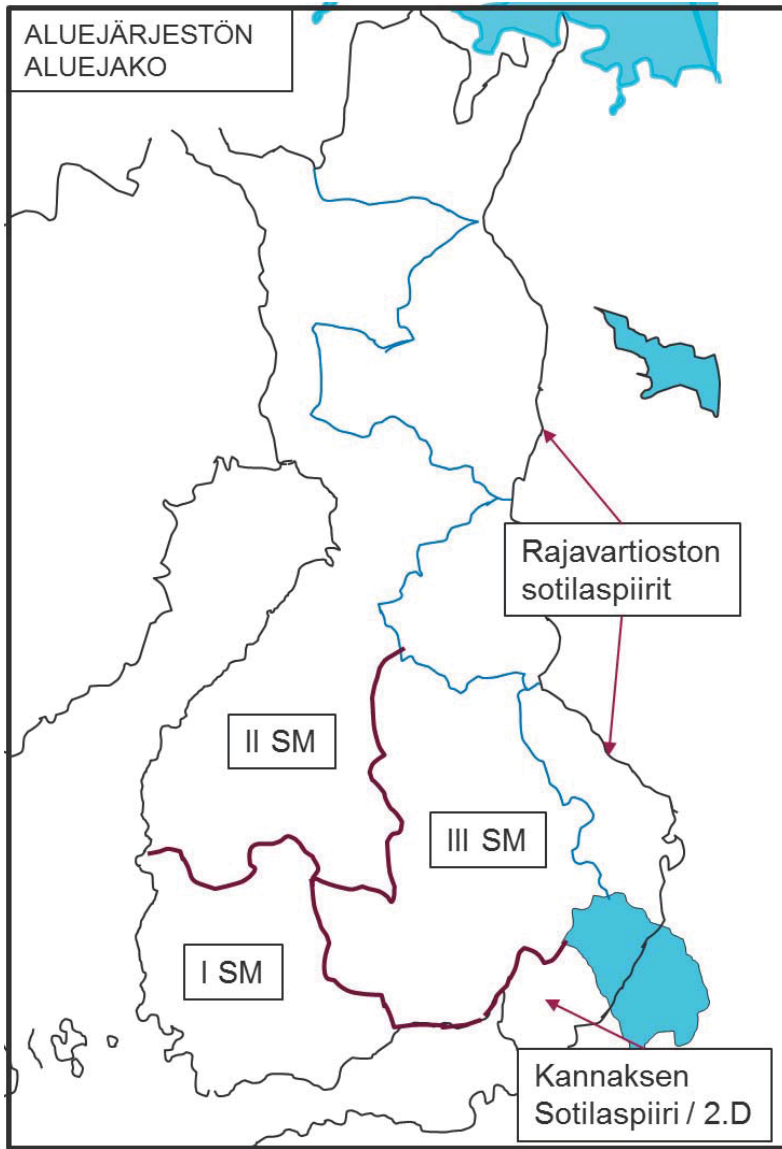 ALUEJÄRJESTÖN
ALUEJAKO
Rajavartioston
sotilaspiirit
II SM
III SM
I SM
Kannaksen
Sotilaspiiri / 2.D